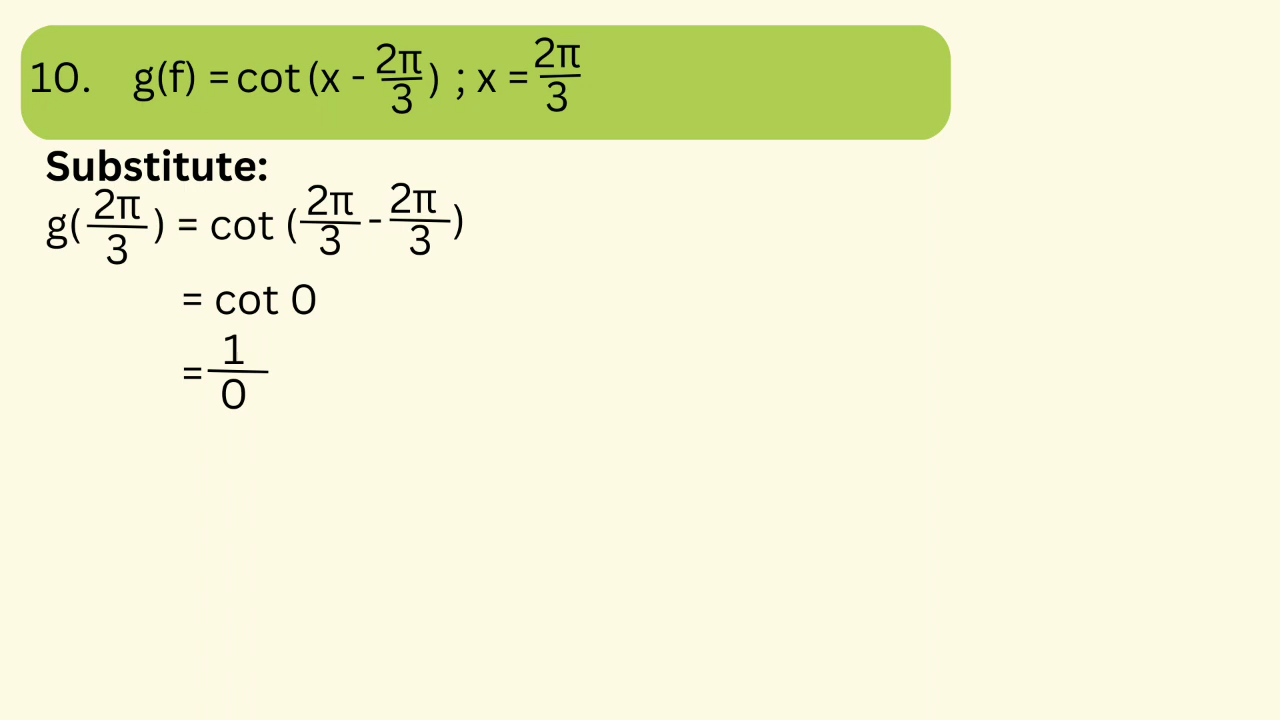 10. g(f) = cot (x - 2π/3) ; x = 2π/3
Substitute:
g(2π/3) = cot (2π/3 - 2π/3)
= cot 0
= 1/0